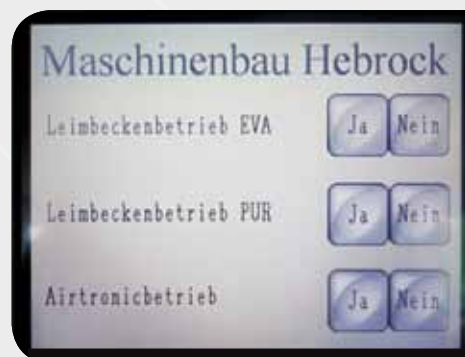 Maschinenbau Hebrock
Leimbeckenbetrieb EVA Ja Nein
Leimbeckenbetrieb PUR Ja Nein
Airtronicbetrieb Ja Nein